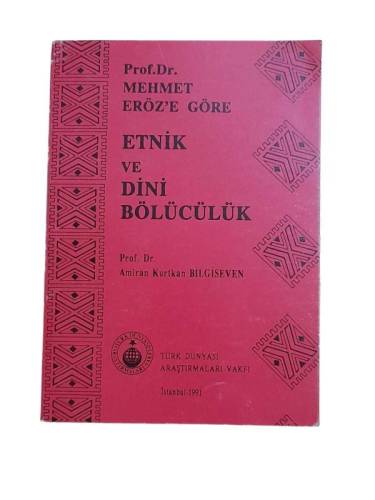 Prof.Dr.
MEHMET
ERÖZ'E GÖRE
ETNİK
VE
DİNİ
BÖLÜCÜLÜK
Prof. Dr.
Amiran Kurtkan BİLGİSEVEN
TÜRK DÜNYASI
ARAŞTIRMALARI VAKFI
İstanbul-1991